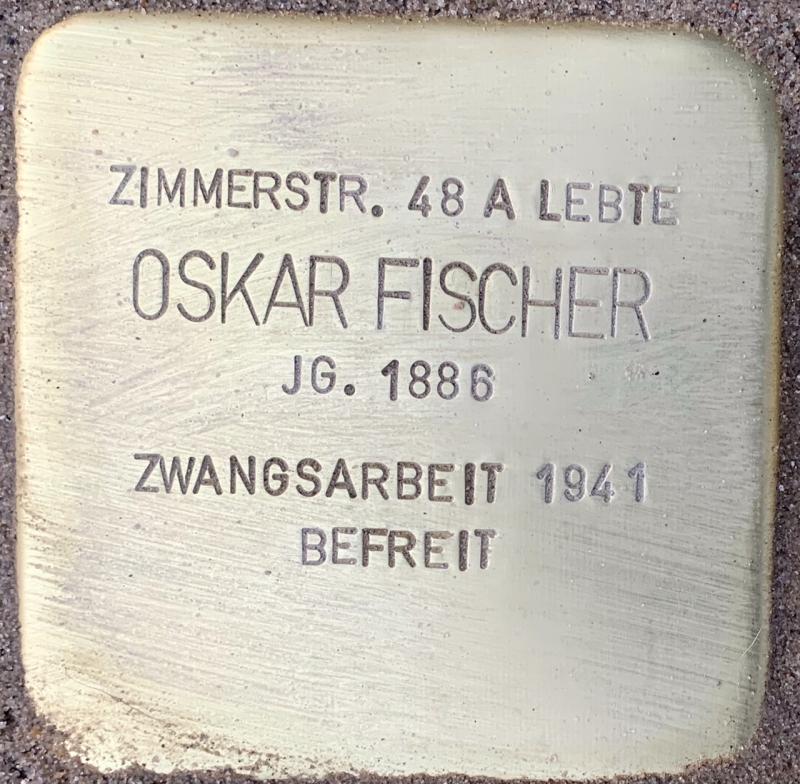 ZIMMERSTR. 48 A LEBTE
OSKAR FISCHER
JG. 1886
ZWANGSARBEIT 1941
BEFREIT